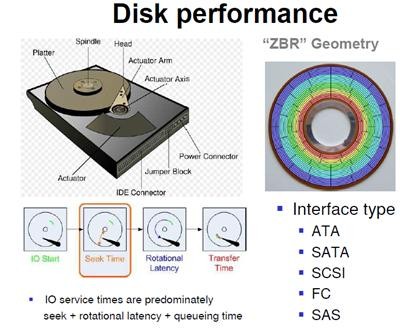 Disk performance
Spindle
Head
Platter
Actuator Arm
Actuator Axis
Power Connector
Jumper Block
Actuator
IDE Connector
"ZBR" Geometry
IO Start
Seek Time
Rotational
Latency
Transfer
Time
▪ IO service times are predominately
seek + rotational latency + queueing time
▪ Interface type
▪ ATA
▪ SATA
▪ SCSI
▪ FC
▪ SAS